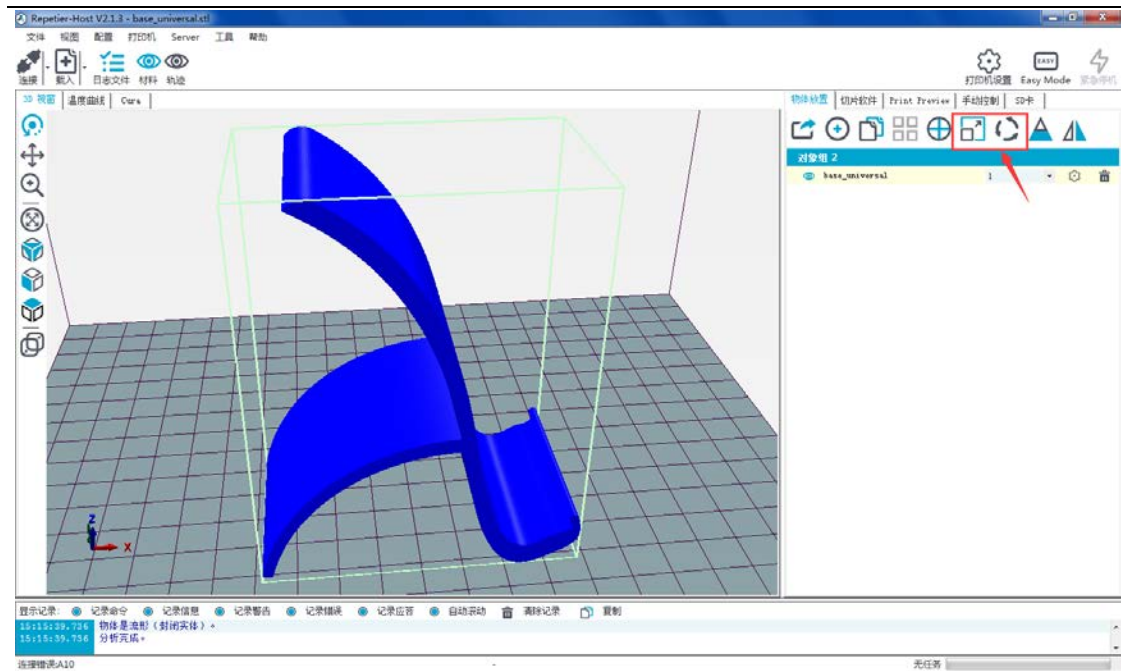 Repetier-Host V2.1.3 - base_universal.stl
文件 视图 配置 打印机 Server 工具 帮助
连接 载入 日志文件 材料 轨迹
EASY
打印机设置 Easy Mode 紧急停机
3D 视窗 温度曲线 Cura
物体放置 切片软件 Print Preview 手动控制 SD卡
对象组 2
base_universal 1
Z
X
显示记录: 记录命令 记录信息 记录警告 记录错误 记录应答 自动滚动 清除记录 复制
15:15:39.736 物体是流形（封闭实体）。
15:15:39.736 分析完成。
连接错误:A10 - 无任务